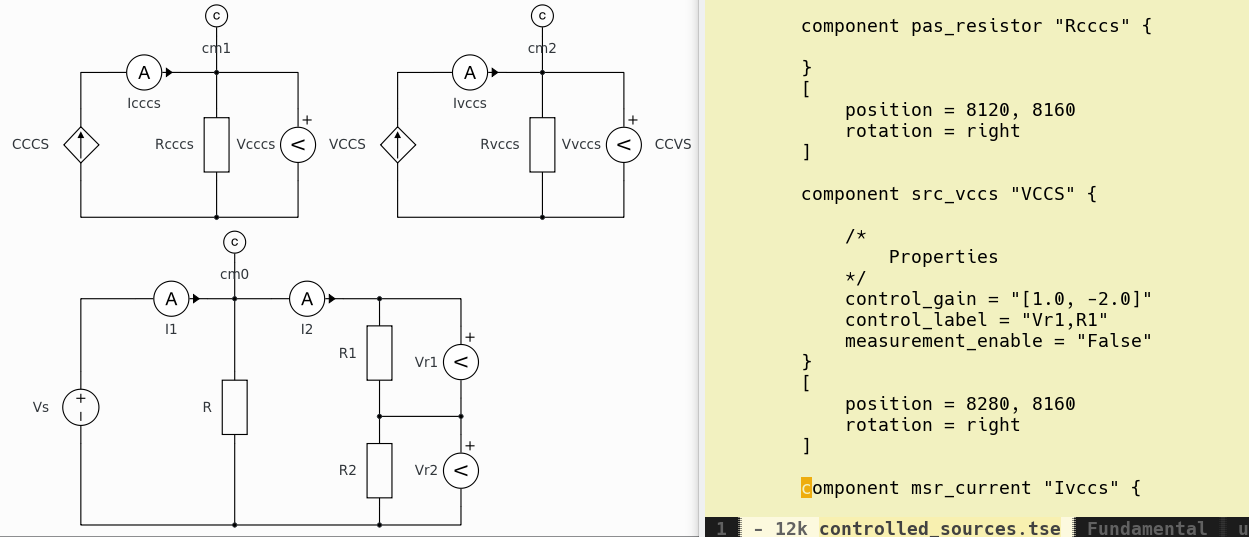 c
c
cm1
cm2
A
A
Icccs
Ivccs
+
+
CCCS
Rcccs
Vcccs
V
VCCS
Rvccs
Vvccs
V
CCVS
c
cm0
A
A
I1
I2
+
R1
Vr1
V
Vs
+
R
+
R2
Vr2
V
component pas_resistor "Rcccs" {
}
[
position = 8120, 8160
rotation = right
]
component src_vccs "VCCS" {
/*
Properties
*/
control_gain = "[1.0, -2.0]"
control_label = "Vr1,R1"
measurement_enable = "False"
}
[
position = 8280, 8160
rotation = right
]
component msr_current "Ivccs" {
1 - 12k controlled_sources.tse Fundamental u